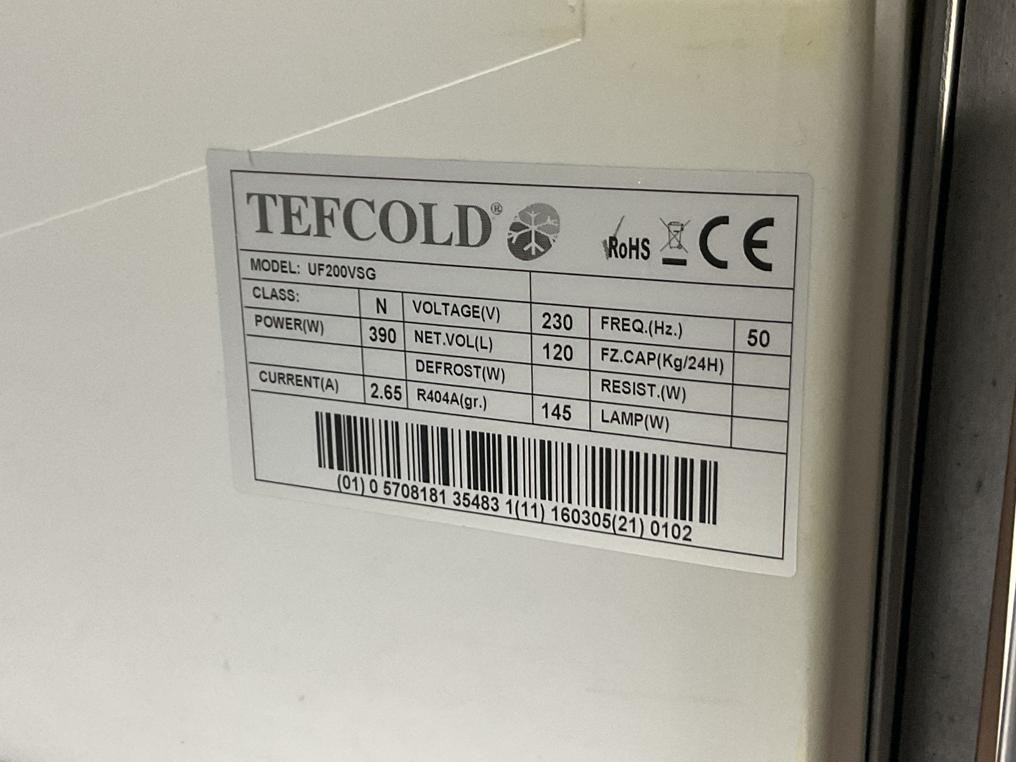 TEFCOLD®
AC
RoHS CE
MODEL: UF200VSG
CLASS: N VOLTAGE(V) 230 FREQ.(Hz.) 50
POWER(W) 390 NET.VOL(L) 120 FZ.CAP(Kg/24H)
DEFROST(W) RESIST.(W)
CURRENT(A) 2.65 R404A(gr.) 145 LAMP(W)
(01) 0 5708181 35483 1(11) 160305(21) 0102